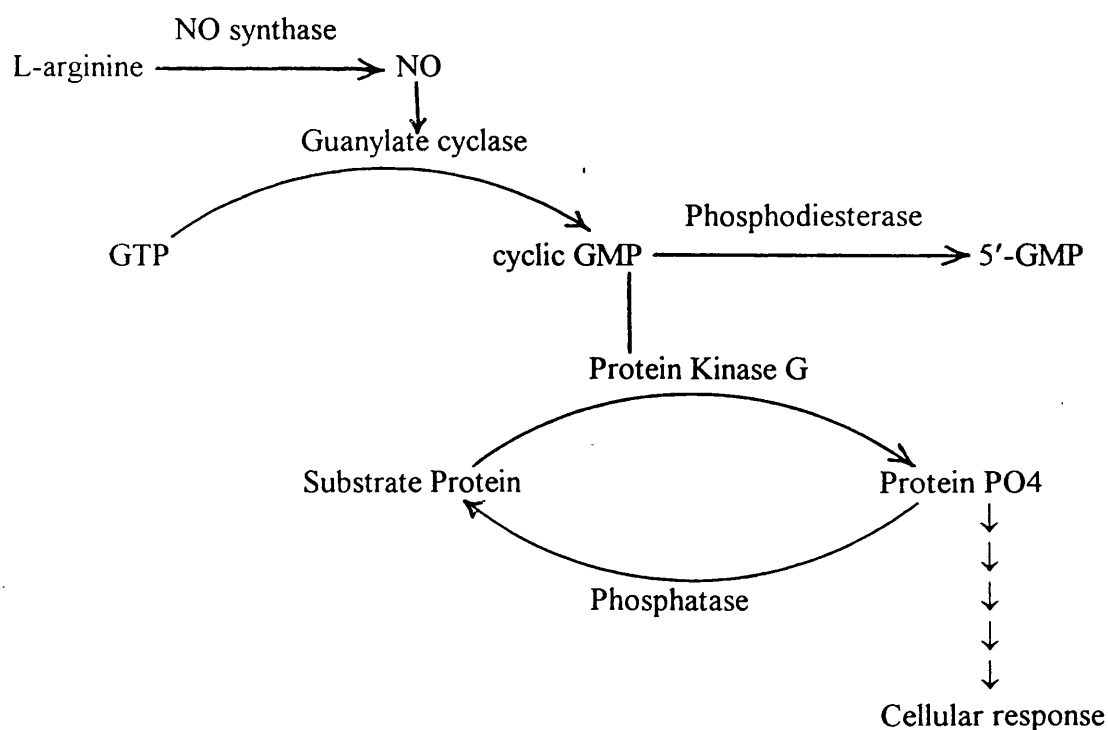 NO synthase
L-arginine NO
Guanylate cyclase
Phosphodiesterase
GTP cyclic GMP 5′-GMP
Protein Kinase G
Substrate Protein Protein PO4
Phosphatase
Cellular response